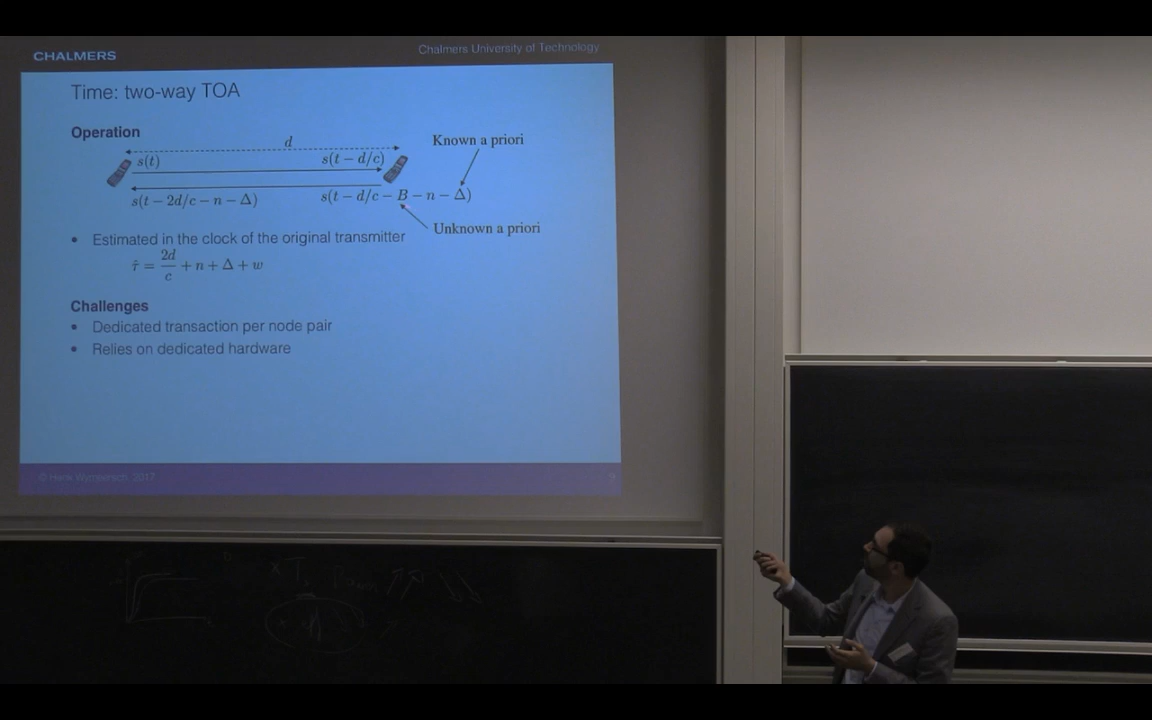 CHALMERS
Chalmers University of Technology
Time: two-way TOA
Operation
d
Known a priori
s(t)
s(t − d/c)
s(t − 2d/c − n − Δ)
s(t − d/c − B − n − Δ)
Unknown a priori
• Estimated in the clock of the original transmitter
τ̂ = 2d/c + n + Δ + w
Challenges
• Dedicated transaction per node pair
• Relies on dedicated hardware
© Henk Wymeersch, 2017
9